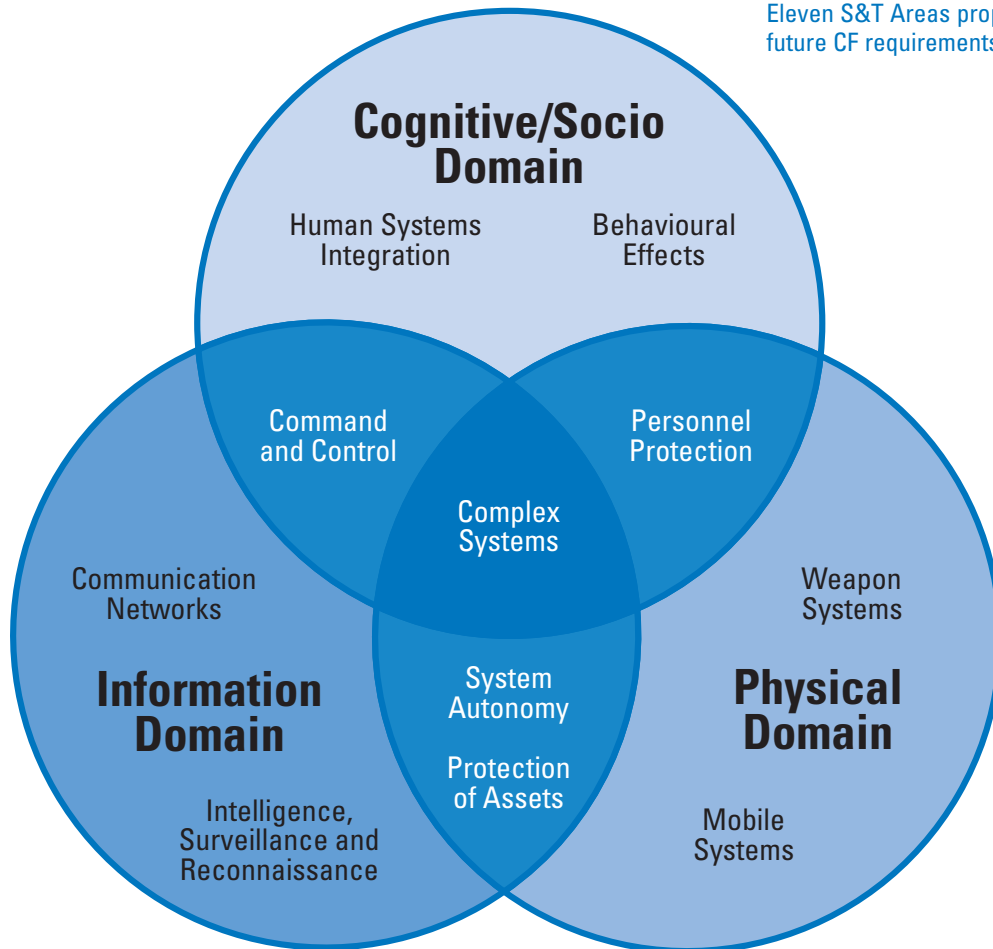 Eleven S&T Areas
future CF requirements
Cognitive/Socio
Domain
Human Systems
Integration
Behavioural
Effects
Command
and Control
Personnel
Protection
Complex
Systems
Communication
Networks
Weapon
Systems
Information
Domain
System
Autonomy
Physical
Domain
Protection
of Assets
Intelligence,
Surveillance and
Reconnaissance
Mobile
Systems